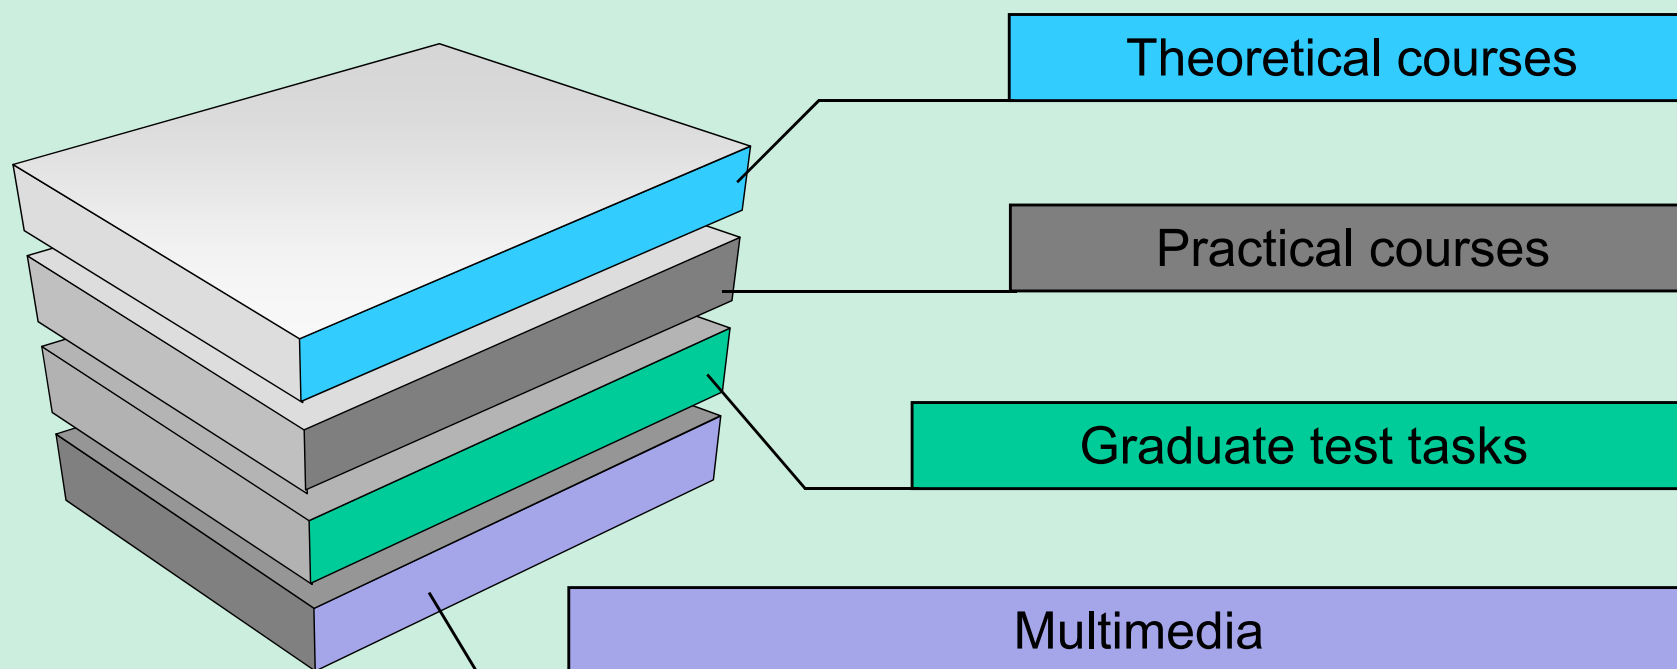 Theoretical courses
Practical courses
Graduate test tasks
Multimedia